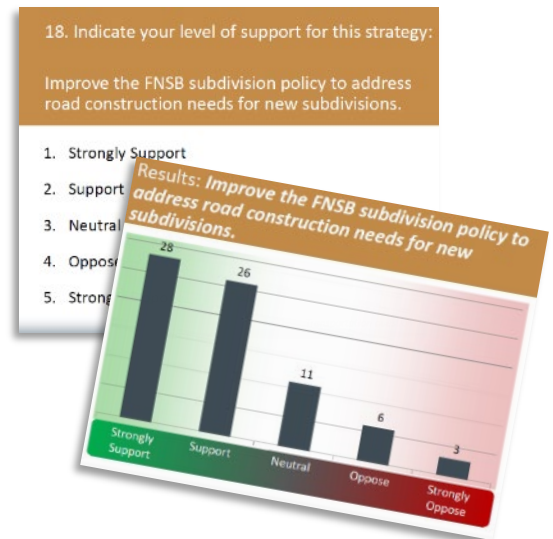 18. Indicate your level of support for this strategy:
Improve the FNSB subdivision policy to address
road construction needs for new subdivisions.
1. Strongly Support
2. Support
3. Neutral
4. Oppose
5. Strong
Results: Improve the FNSB subdivision policy to
address road construction needs for new
subdivisions.
28
26
11
6
3
Strongly
Support
Support
Neutral
Oppose
Strongly
Oppose